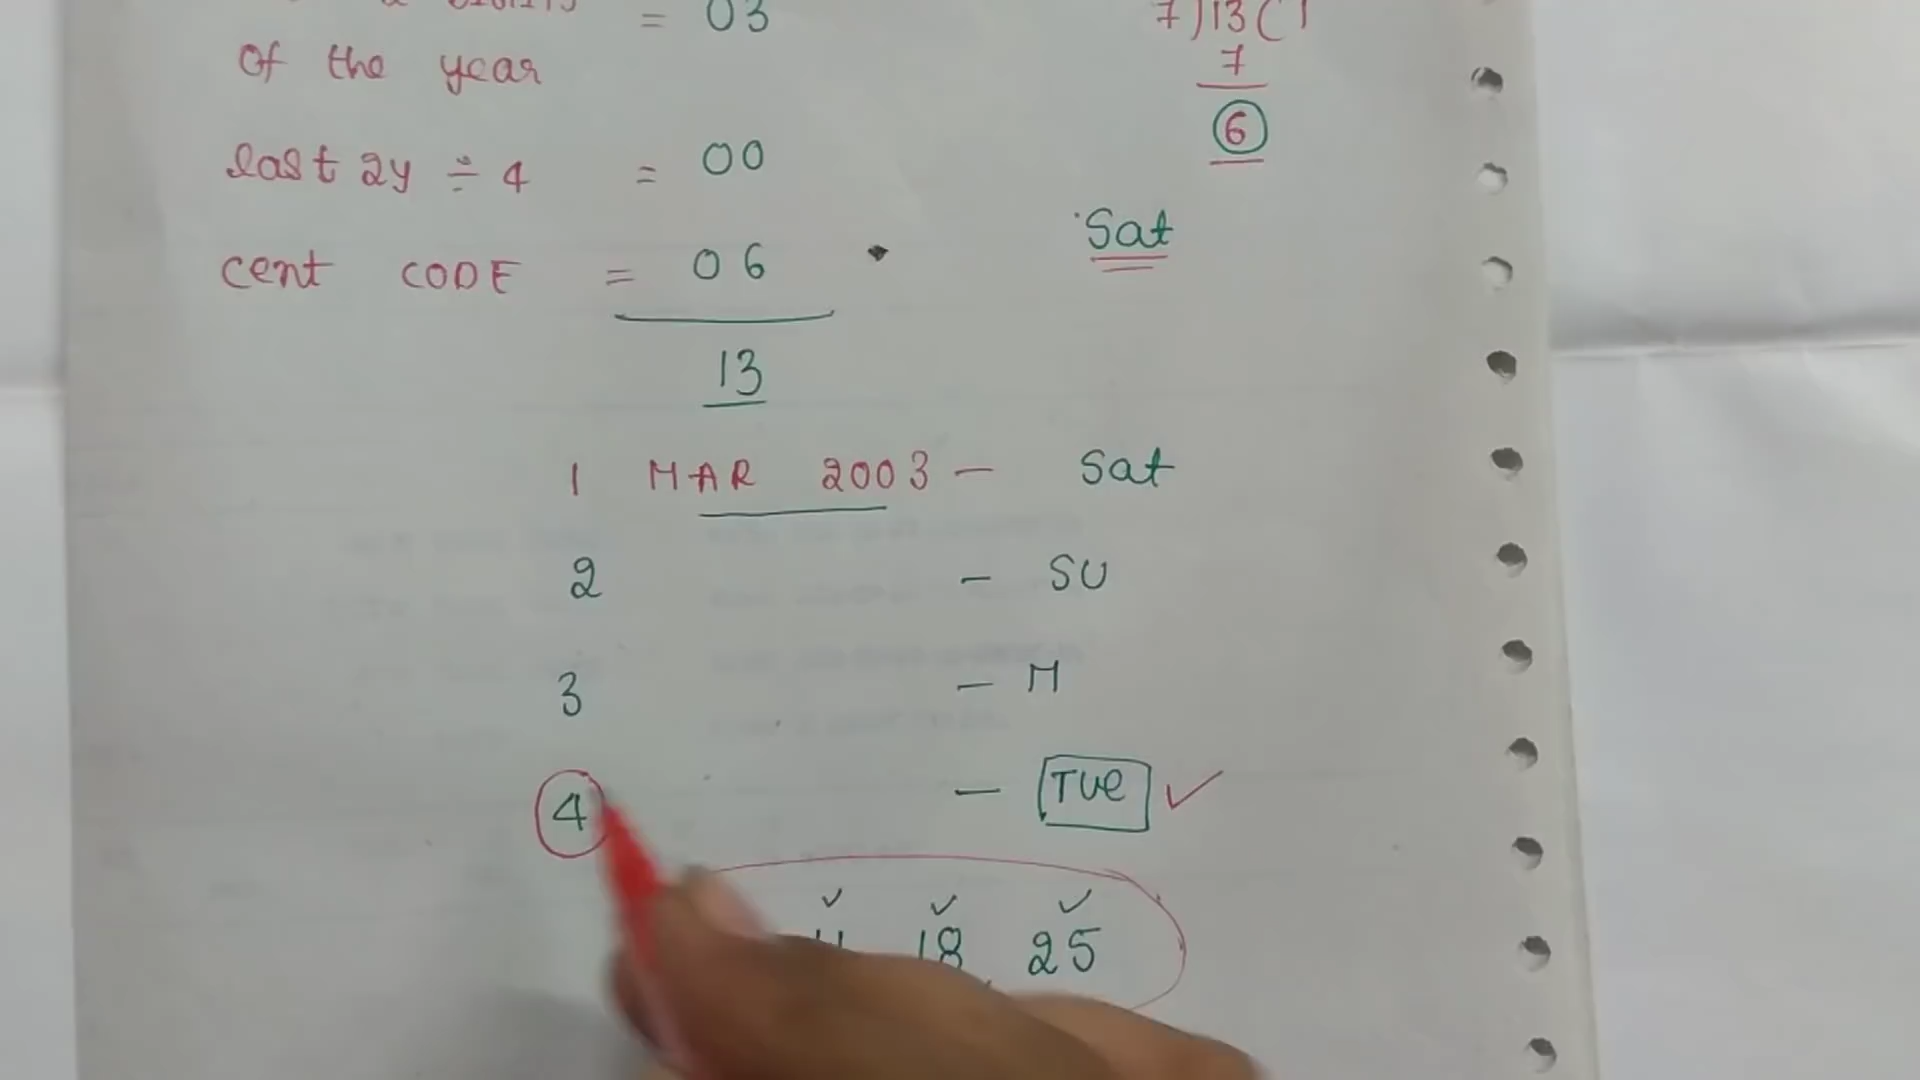 = 03
7)13(1
of the year
7
6
last 2y ÷ 4 = 00
Sat
cent CODE = 06
13
1 MAR 2003 - Sat
2 - SU
3 - M
4 - Tue ✓
✓ ✓ ✓
18, 25